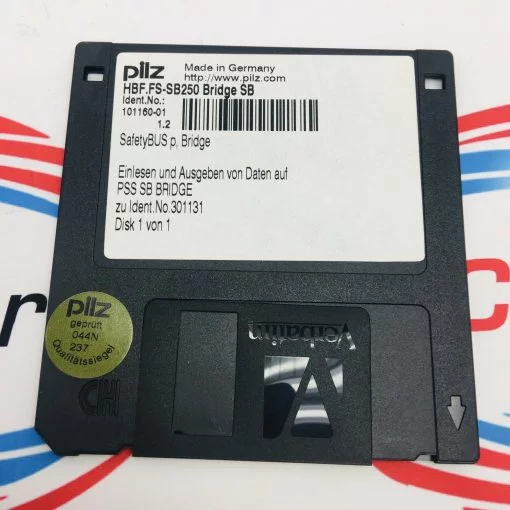 pilz
Made in Germany
http://www.pilz.com
HBF.FS-SB250 Bridge SB
Ident.No.:
101160-01
1.2
SafetyBUS p, Bridge
Einlesen und Ausgeben von Daten auf
PSS SB BRIDGE
zu Ident.No.301131
Disk 1 von 1
pilz
geprüft
044N
237
Qualitätssiegel
Verbatim
HD
r
c